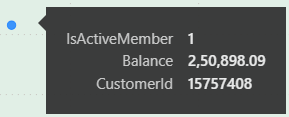 IsActiveMember 1
Balance 2,50,898.09
CustomerId 15757408